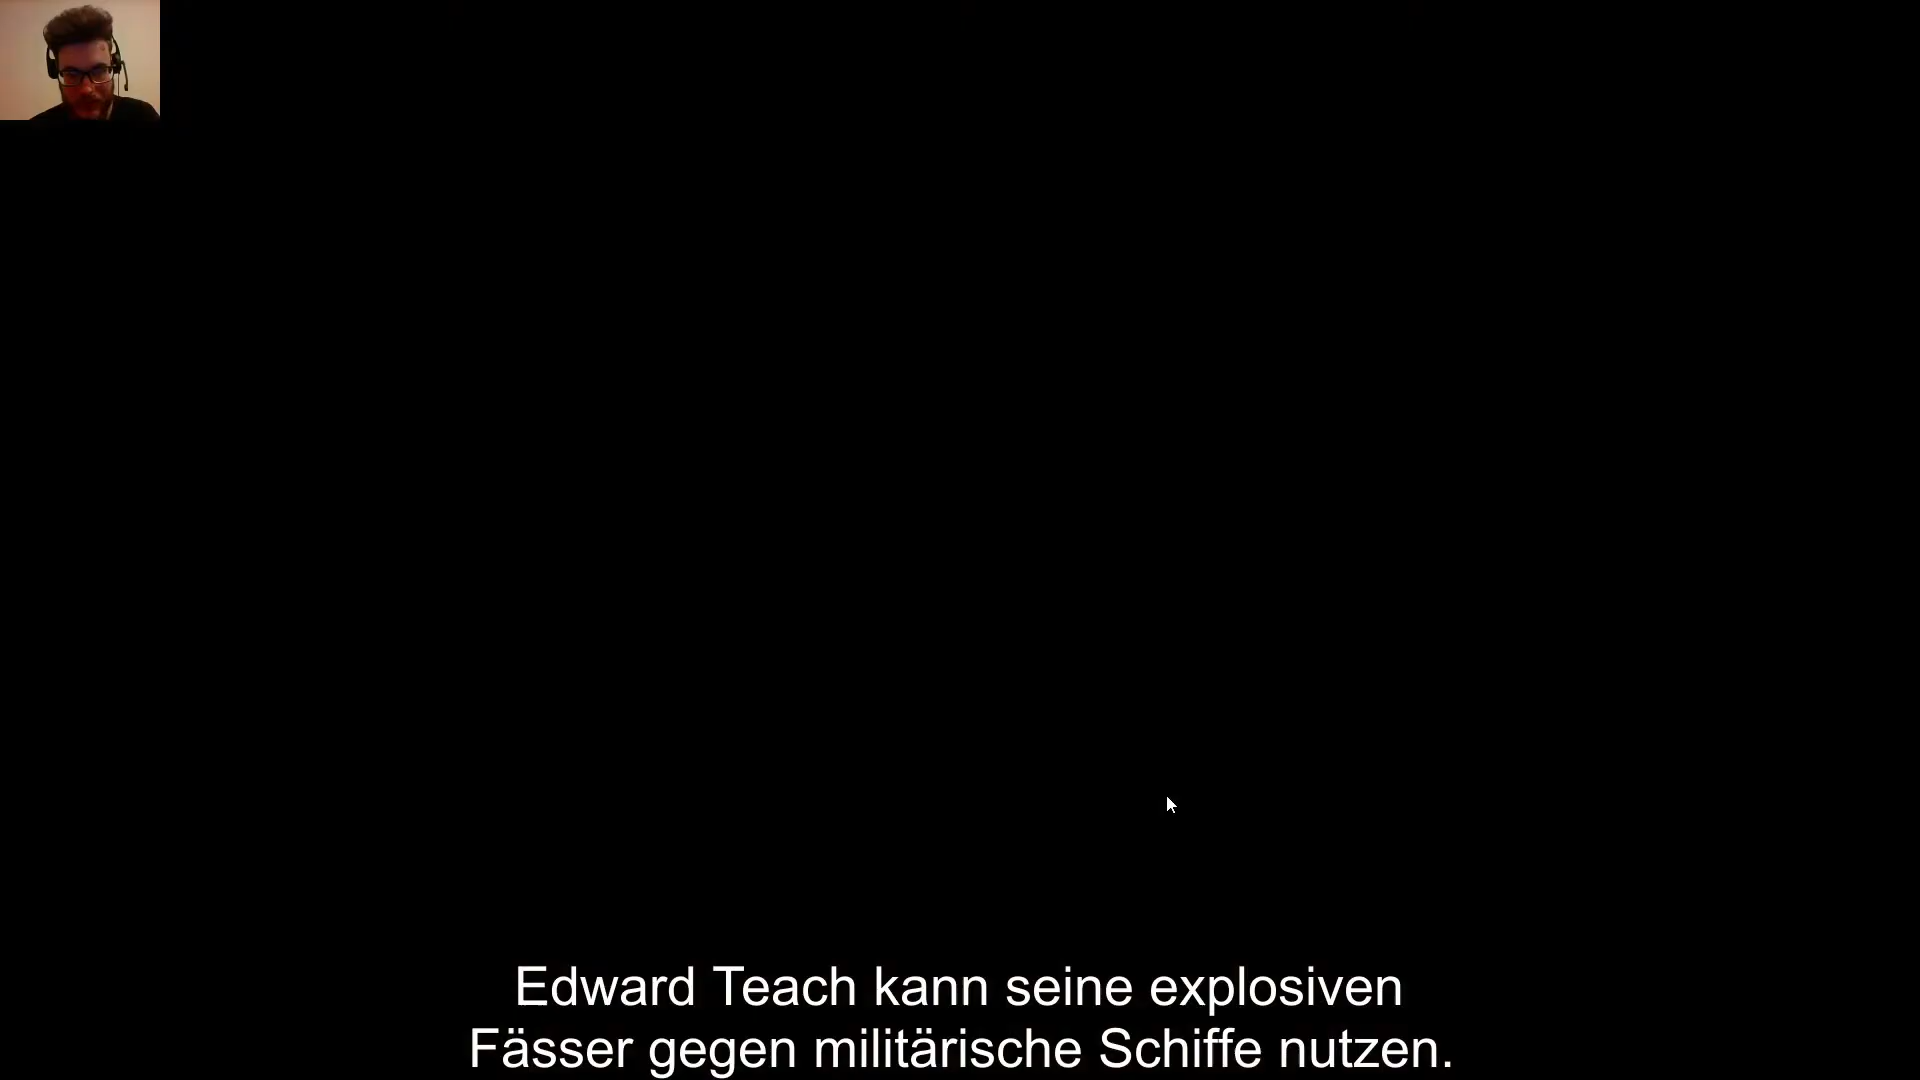 Edward Teach kann seine explosiven
Fässer gegen militärische Schiffe nutzen.